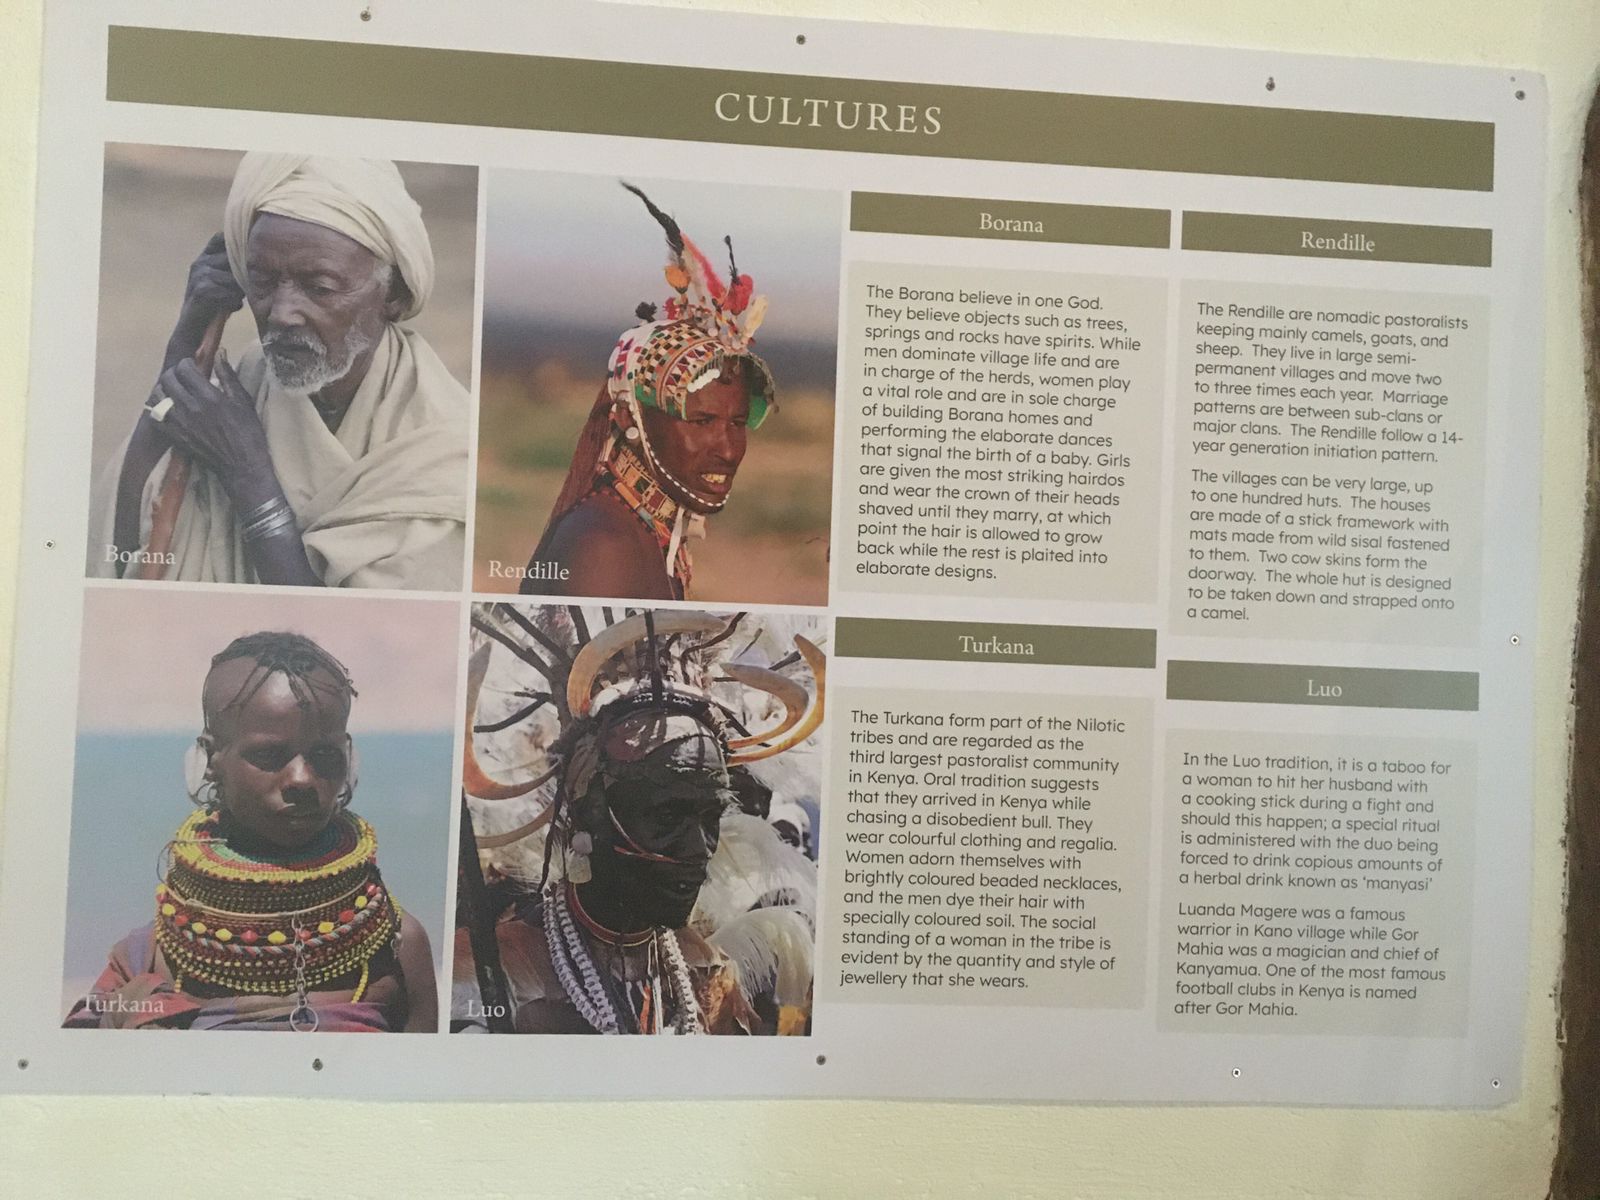 CULTURES
Borana
Rendille
Turkana
Luo
Borana
The Borana believe in one God.
They believe objects such as trees,
springs and rocks have spirits. While
men dominate village life and are
in charge of the herds, women play
a vital role and are in sole charge
of building Borana homes and
performing the elaborate dances
that signal the birth of a baby. Girls
are given the most striking hairdos
and wear the crown of their heads
shaved until they marry, at which
point the hair is allowed to grow
back while the rest is plaited into
elaborate designs.
Rendille
The Rendille are nomadic pastoralists
keeping mainly camels, goats, and
sheep. They live in large semi-
permanent villages and move two
to three times each year. Marriage
patterns are between sub-clans or
major clans. The Rendille follow a 14-
year generation initiation pattern.
The villages can be very large, up
to one hundred huts. The houses
are made of a stick framework with
mats made from wild sisal fastened
to them. Two cow skins form the
doorway. The whole hut is designed
to be taken down and strapped onto
a camel.
Turkana
The Turkana form part of the Nilotic
tribes and are regarded as the
third largest pastoralist community
in Kenya. Oral tradition suggests
that they arrived in Kenya while
chasing a disobedient bull. They
wear colourful clothing and regalia.
Women adorn themselves with
brightly coloured beaded necklaces,
and the men dye their hair with
specially coloured soil. The social
standing of a woman in the tribe is
evident by the quantity and style of
jewellery that she wears.
Luo
In the Luo tradition, it is a taboo for
a woman to hit her husband with
a cooking stick during a fight and
should this happen; a special ritual
is administered with the duo being
forced to drink copious amounts of
a herbal drink known as ‘manyasi’
Luanda Magere was a famous
warrior in Kano village while Gor
Mahia was a magician and chief of
Kanyamua. One of the most famous
football clubs in Kenya is named
after Gor Mahia.